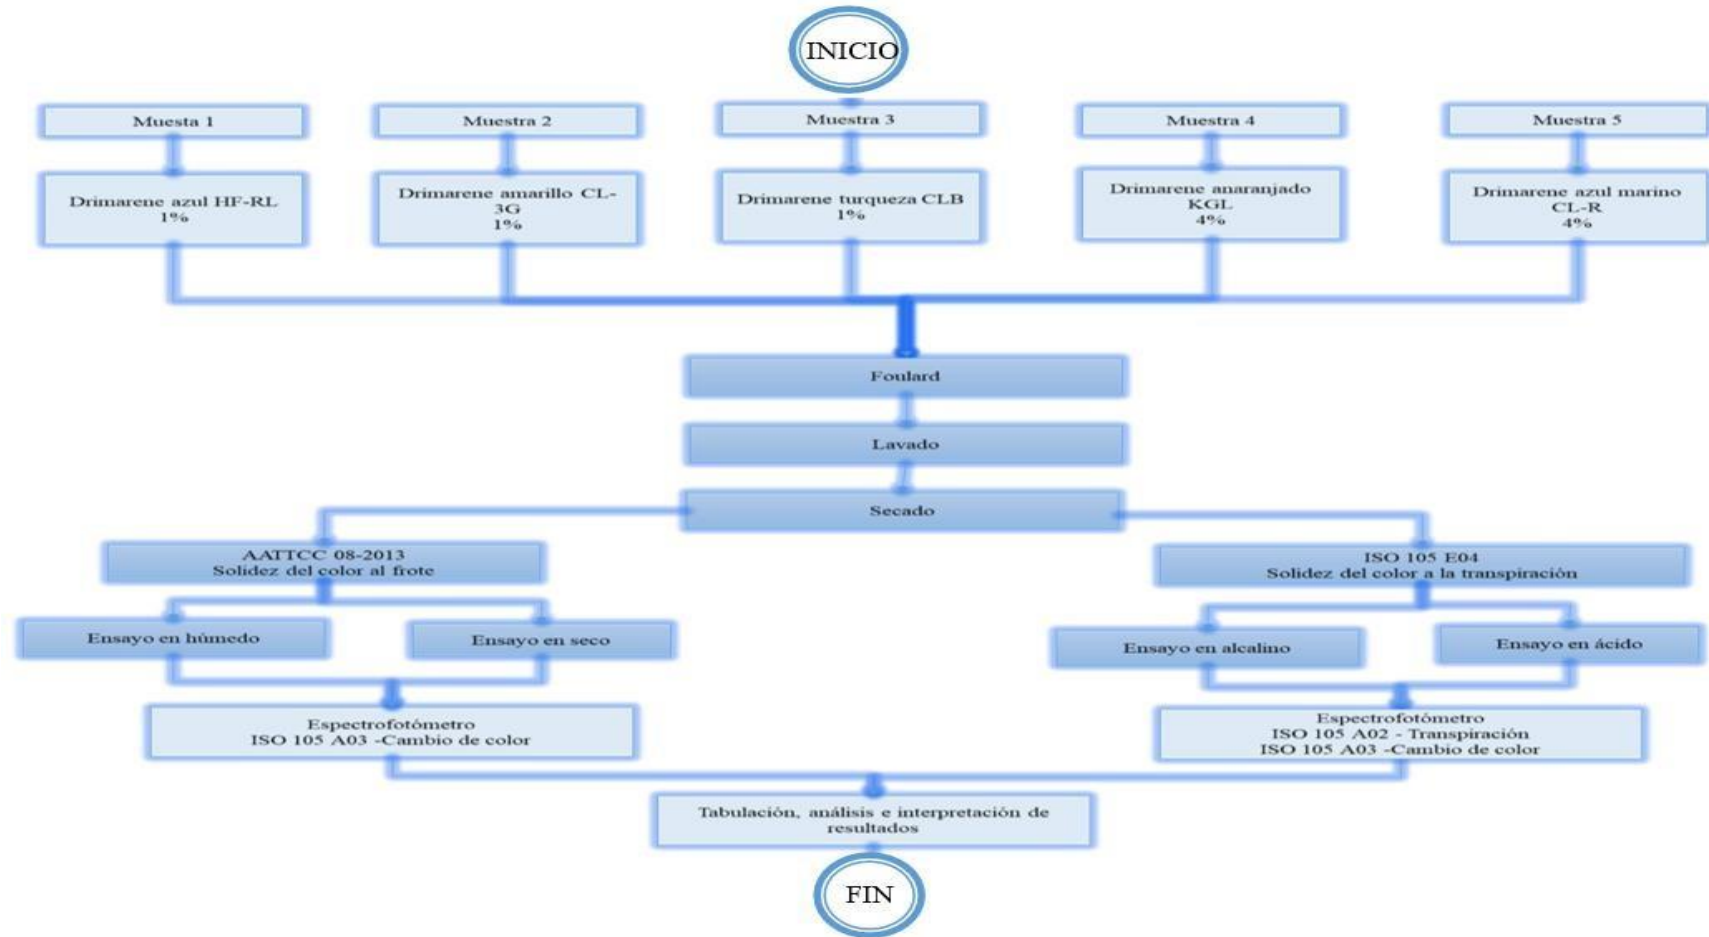 INICIO
Muesta 1
Muestra 2
Muestra 3
Muestra 4
Muestra 5
Drimarene azul HF-RL
1%
Drimarene amarillo CL-
3G
1%
Drimarene turqueza CLB
1%
Drimarene anaranjado
KGL
4%
Drimarene azul marino
CL-R
4%
Foulard
Lavado
Secado
AATTCC 08-2013
Solidez del color al frote
ISO 105 E04
Solidez del color a la transpiración
Ensayo en húmedo
Ensayo en seco
Ensayo en alcalino
Ensayo en ácido
Espectrofotómetro
ISO 105 A03 -Cambio de color
Espectrofotómetro
ISO 105 A02 - Transpiración
ISO 105 A03 -Cambio de color
Tabulación, análisis e interpretación de
resultados
FIN